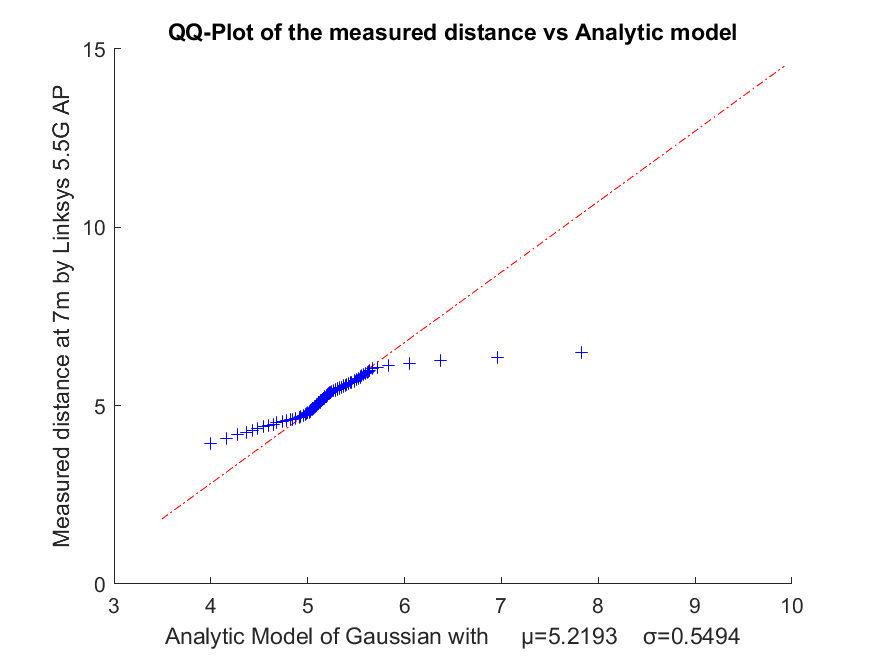 QQ-Plot of the measured distance vs Analytic model
Measured distance at 7m by Linksys 5.5G AP
15
10
5
0
3 4 5 6 7 8 9 10
Analytic Model of Gaussian with μ=5.2193 σ=0.5494